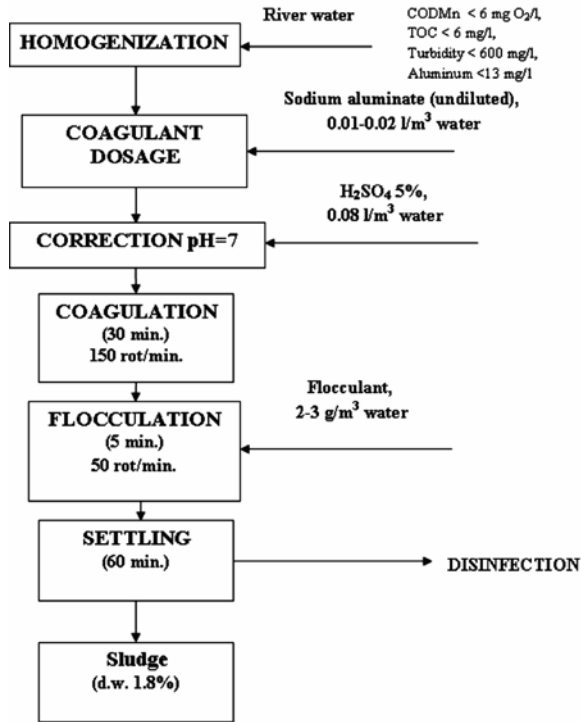 River water
CODMn < 6 mg O₂/l,
TOC < 6 mg/l,
Turbidity < 600 mg/l,
Aluminum <13 mg/l
HOMOGENIZATION
Sodium aluminate (undiluted),
0.01-0.02 l/m³ water
COAGULANT
DOSAGE
H₂SO₄ 5%,
0.08 l/m³ water
CORRECTION pH=7
COAGULATION
(30 min.)
150 rot/min.
Flocculant,
2-3 g/m³ water
FLOCCULATION
(5 min.)
50 rot/min.
SETTLING
(60 min.)
DISINFECTION
Sludge
(d.w. 1.8%)